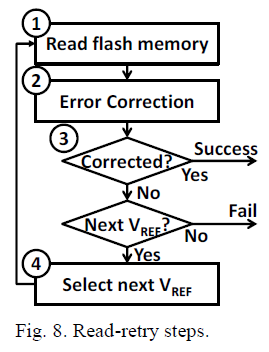 1
Read flash memory
2
Error Correction
3
Corrected?
Success
Yes
No
Next VREF?
Fail
No
Yes
4
Select next VREF
Fig. 8. Read-retry steps.